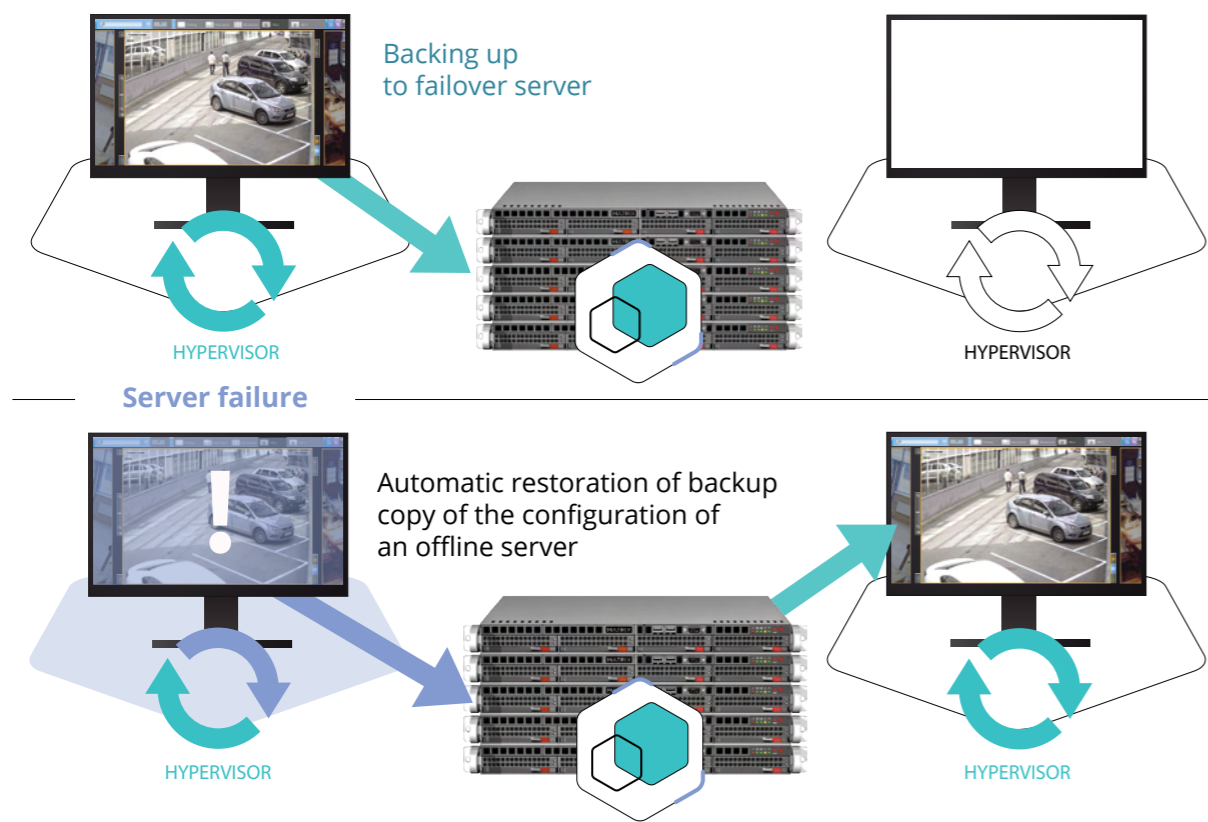 Backing up
to failover server
HYPERVISOR
HYPERVISOR
Server failure
Automatic restoration of backup
copy of the configuration of
an offline server
HYPERVISOR
HYPERVISOR